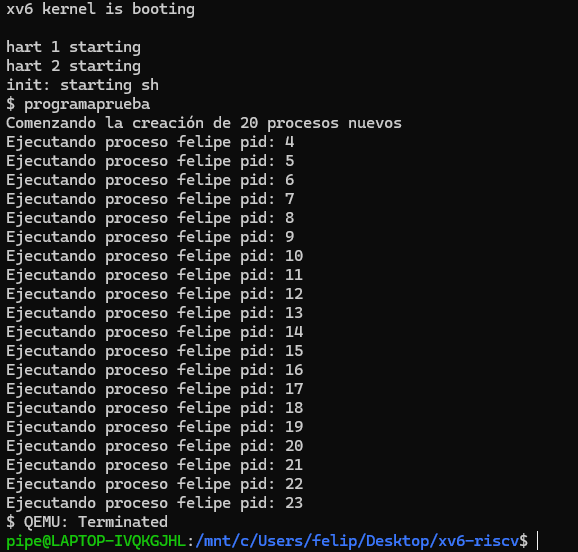 xv6 kernel is booting
hart 1 starting
hart 2 starting
init: starting sh
$ programaprueba
Comenzando la creación de 20 procesos nuevos
Ejecutando proceso felipe pid: 4
Ejecutando proceso felipe pid: 5
Ejecutando proceso felipe pid: 6
Ejecutando proceso felipe pid: 7
Ejecutando proceso felipe pid: 8
Ejecutando proceso felipe pid: 9
Ejecutando proceso felipe pid: 10
Ejecutando proceso felipe pid: 11
Ejecutando proceso felipe pid: 12
Ejecutando proceso felipe pid: 13
Ejecutando proceso felipe pid: 14
Ejecutando proceso felipe pid: 15
Ejecutando proceso felipe pid: 16
Ejecutando proceso felipe pid: 17
Ejecutando proceso felipe pid: 18
Ejecutando proceso felipe pid: 19
Ejecutando proceso felipe pid: 20
Ejecutando proceso felipe pid: 21
Ejecutando proceso felipe pid: 22
Ejecutando proceso felipe pid: 23
$ QEMU: Terminated
pipe@LAPTOP-IVQKGJHL:/mnt/c/Users/felip/Desktop/xv6-riscv$